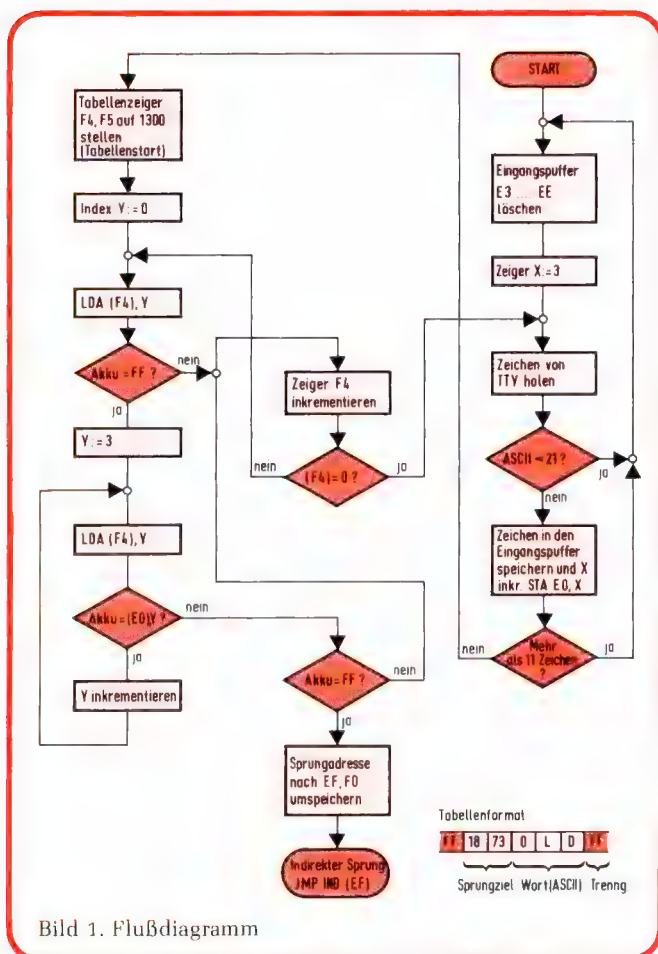 START
Eingangspuffer
E3 .... EE
löschen
Zeiger X:=3
Zeichen von
TTY holen
ASCII < 21 ?
ja
nein
Zeichen in den
Eingangspuffer
speichern und X
inkr. STA E0, X
Mehr
als 11 Zeichen
?
ja
nein
Tabellenzeiger
F4, F5 auf 1300
stellen
(Tabellenstart)
Index Y:=0
LDA (F4), Y
Akku = FF ?
nein
ja
Zeiger F4
inkrementieren
(F4)=0 ?
nein
ja
Y:=3
LDA (F4), Y
Akku=(E0)Y ?
nein
ja
Y inkrementieren
Akku=FF ?
nein
ja
Sprungadresse
nach EF, F0
umspeichern
Indirekter Sprung
JMP IND (EF)
Tabellenformat
FF 18 73 O L D FF
Sprungziel Wort(ASCII) Trenng
Bild 1. Flußdiagramm